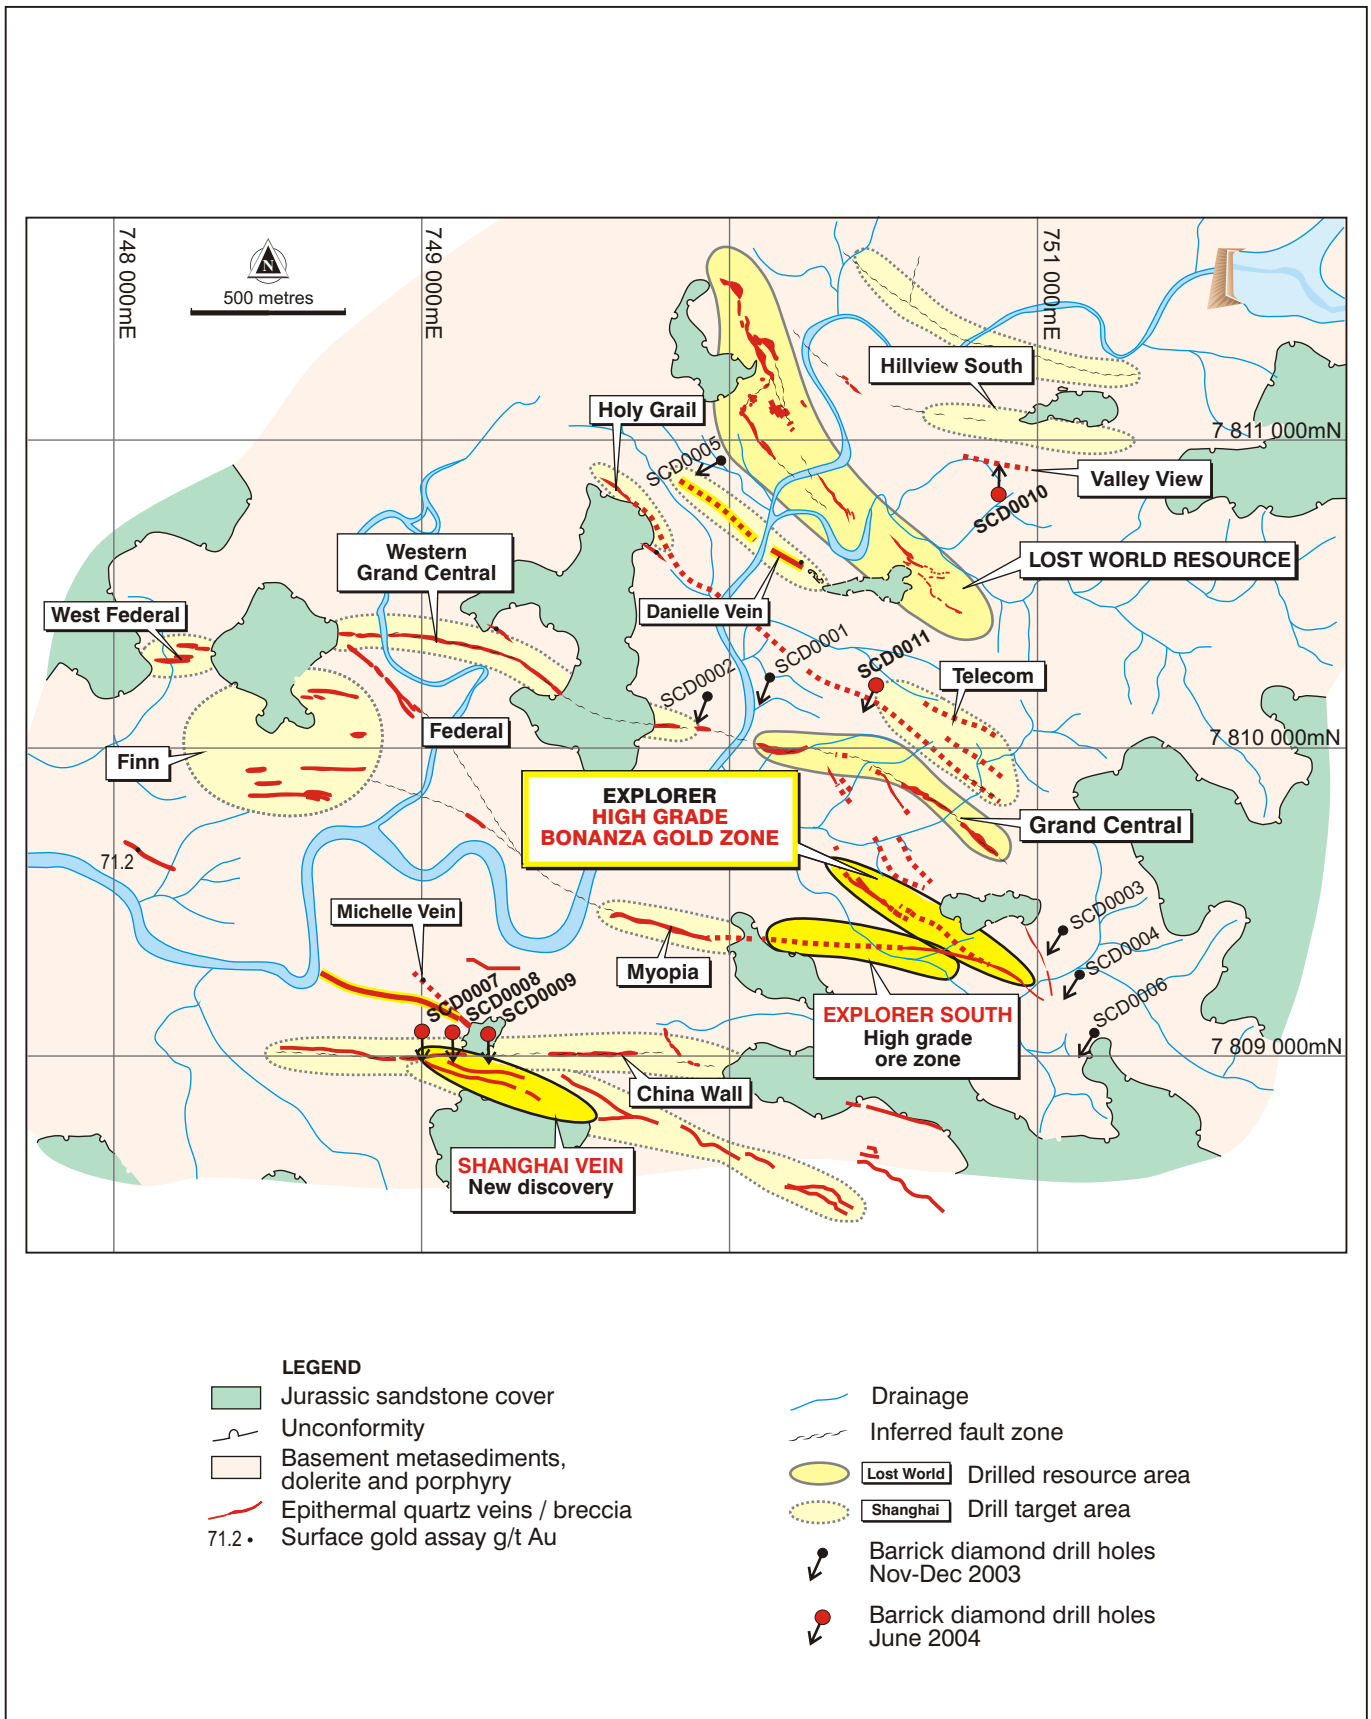 748 000mE
749 000mE
751 000mE
N
500 metres
Hillview South
Holy Grail
7 811 000mN
SCD0005
Valley View
SCD0010
Western
Grand Central
LOST WORLD RESOURCE
West Federal
Danielle Vein
SCD0001
SCD0011
SCD0002
Telecom
Federal
7 810 000mN
Finn
EXPLORER
HIGH GRADE
BONANZA GOLD ZONE
Grand Central
71.2
Michelle Vein
SCD0003
SCD0004
Myopia
SCD0007
SCD0008
SCD0009
SCD0006
EXPLORER SOUTH
High grade
ore zone
7 809 000mN
China Wall
SHANGHAI VEIN
New discovery
LEGEND
Jurassic sandstone cover
Unconformity
Basement metasediments,
dolerite and porphyry
Epithermal quartz veins / breccia
71.2 • Surface gold assay g/t Au
Drainage
Inferred fault zone
Lost World Drilled resource area
Shanghai Drill target area
Barrick diamond drill holes
Nov-Dec 2003
Barrick diamond drill holes
June 2004